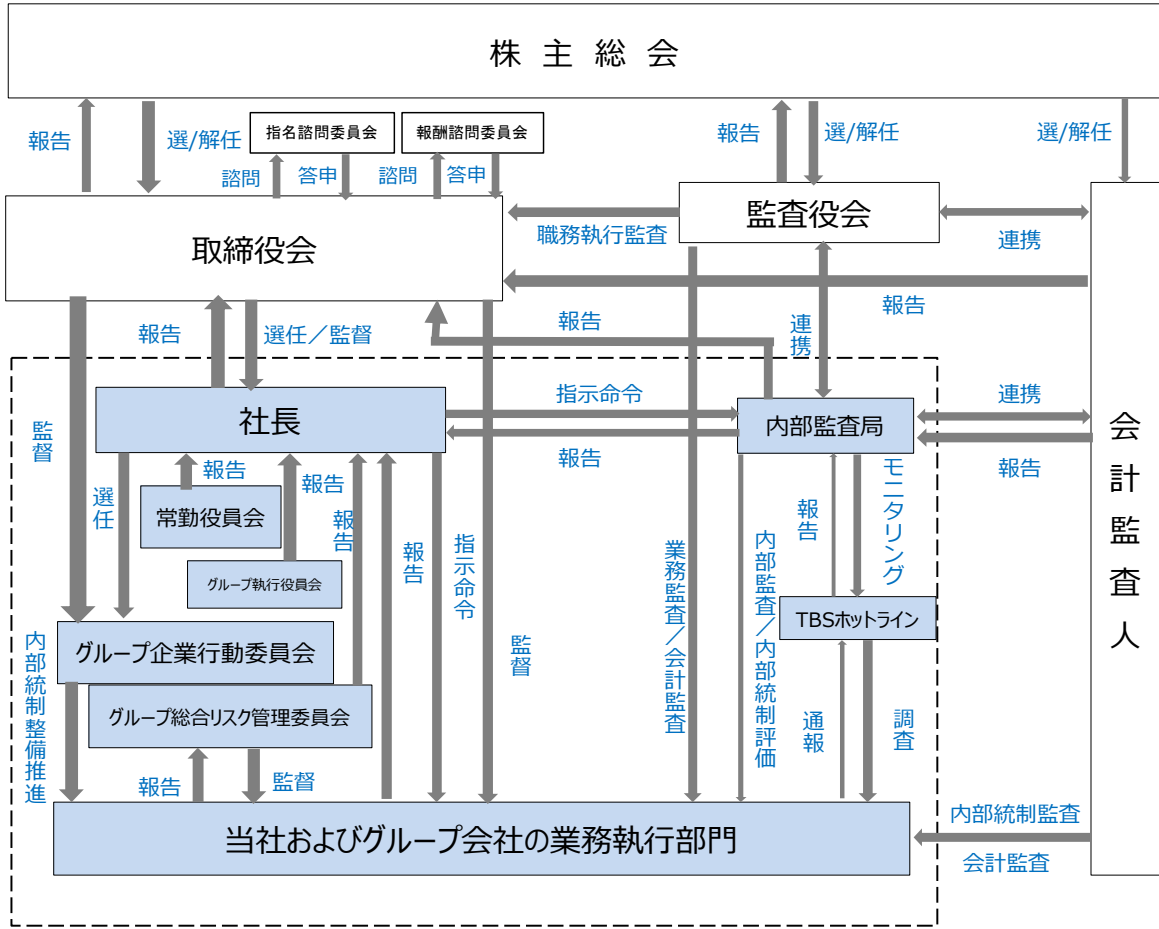 株主総会
報告
選/解任
指名諮問委員会
報酬諮問委員会
報告
選/解任
選/解任
諮問
答申
諮問
答申
取締役会
監査役会
職務執行監査
連携
報告
報告
選任／監督
報告
連携
監督
社長
指示命令
報告
内部監査局
連携
報告
会計監査人
選任
報告
報告
常勤役員会
グループ執行役員会
報告
報告
指示命令
監督
業務監査／会計監査
内部監査／内部統制評価
報告
モニタリング
TBSホットライン
グループ企業行動委員会
グループ総合リスク管理委員会
内部統制整備推進
報告
監督
通報
調査
当社およびグループ会社の業務執行部門
内部統制監査
会計監査